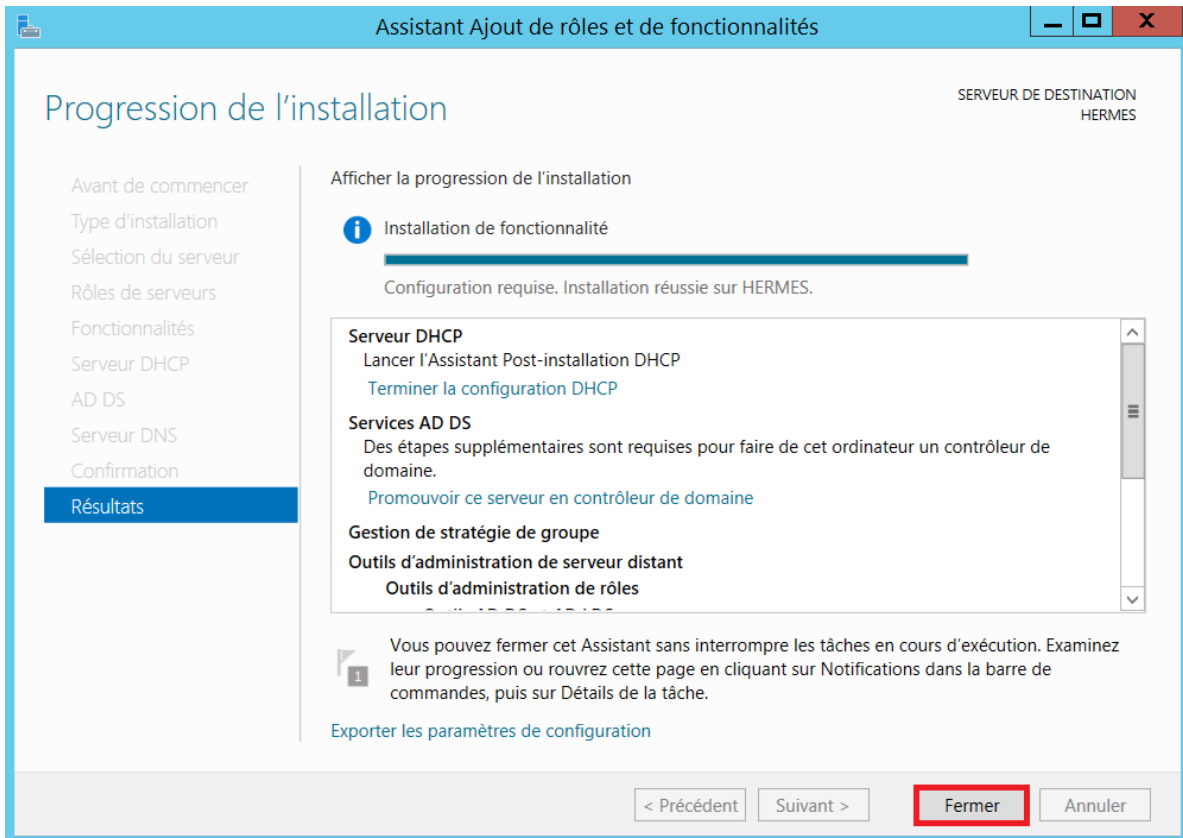 Assistant Ajout de rôles et de fonctionnalités
Progression de l'installation
SERVEUR DE DESTINATION
HERMES
Avant de commencer
Type d'installation
Sélection du serveur
Rôles de serveurs
Fonctionnalités
Serveur DHCP
AD DS
Serveur DNS
Confirmation
Résultats
Afficher la progression de l'installation
Installation de fonctionnalité
Configuration requise. Installation réussie sur HERMES.
Serveur DHCP
Lancer l'Assistant Post-installation DHCP
Terminer la configuration DHCP
Services AD DS
Des étapes supplémentaires sont requises pour faire de cet ordinateur un contrôleur de
domaine.
Promouvoir ce serveur en contrôleur de domaine
Gestion de stratégie de groupe
Outils d'administration de serveur distant
Outils d'administration de rôles
1
Vous pouvez fermer cet Assistant sans interrompre les tâches en cours d'exécution. Examinez
leur progression ou rouvrez cette page en cliquant sur Notifications dans la barre de
commandes, puis sur Détails de la tâche.
Exporter les paramètres de configuration
< Précédent
Suivant >
Fermer
Annuler